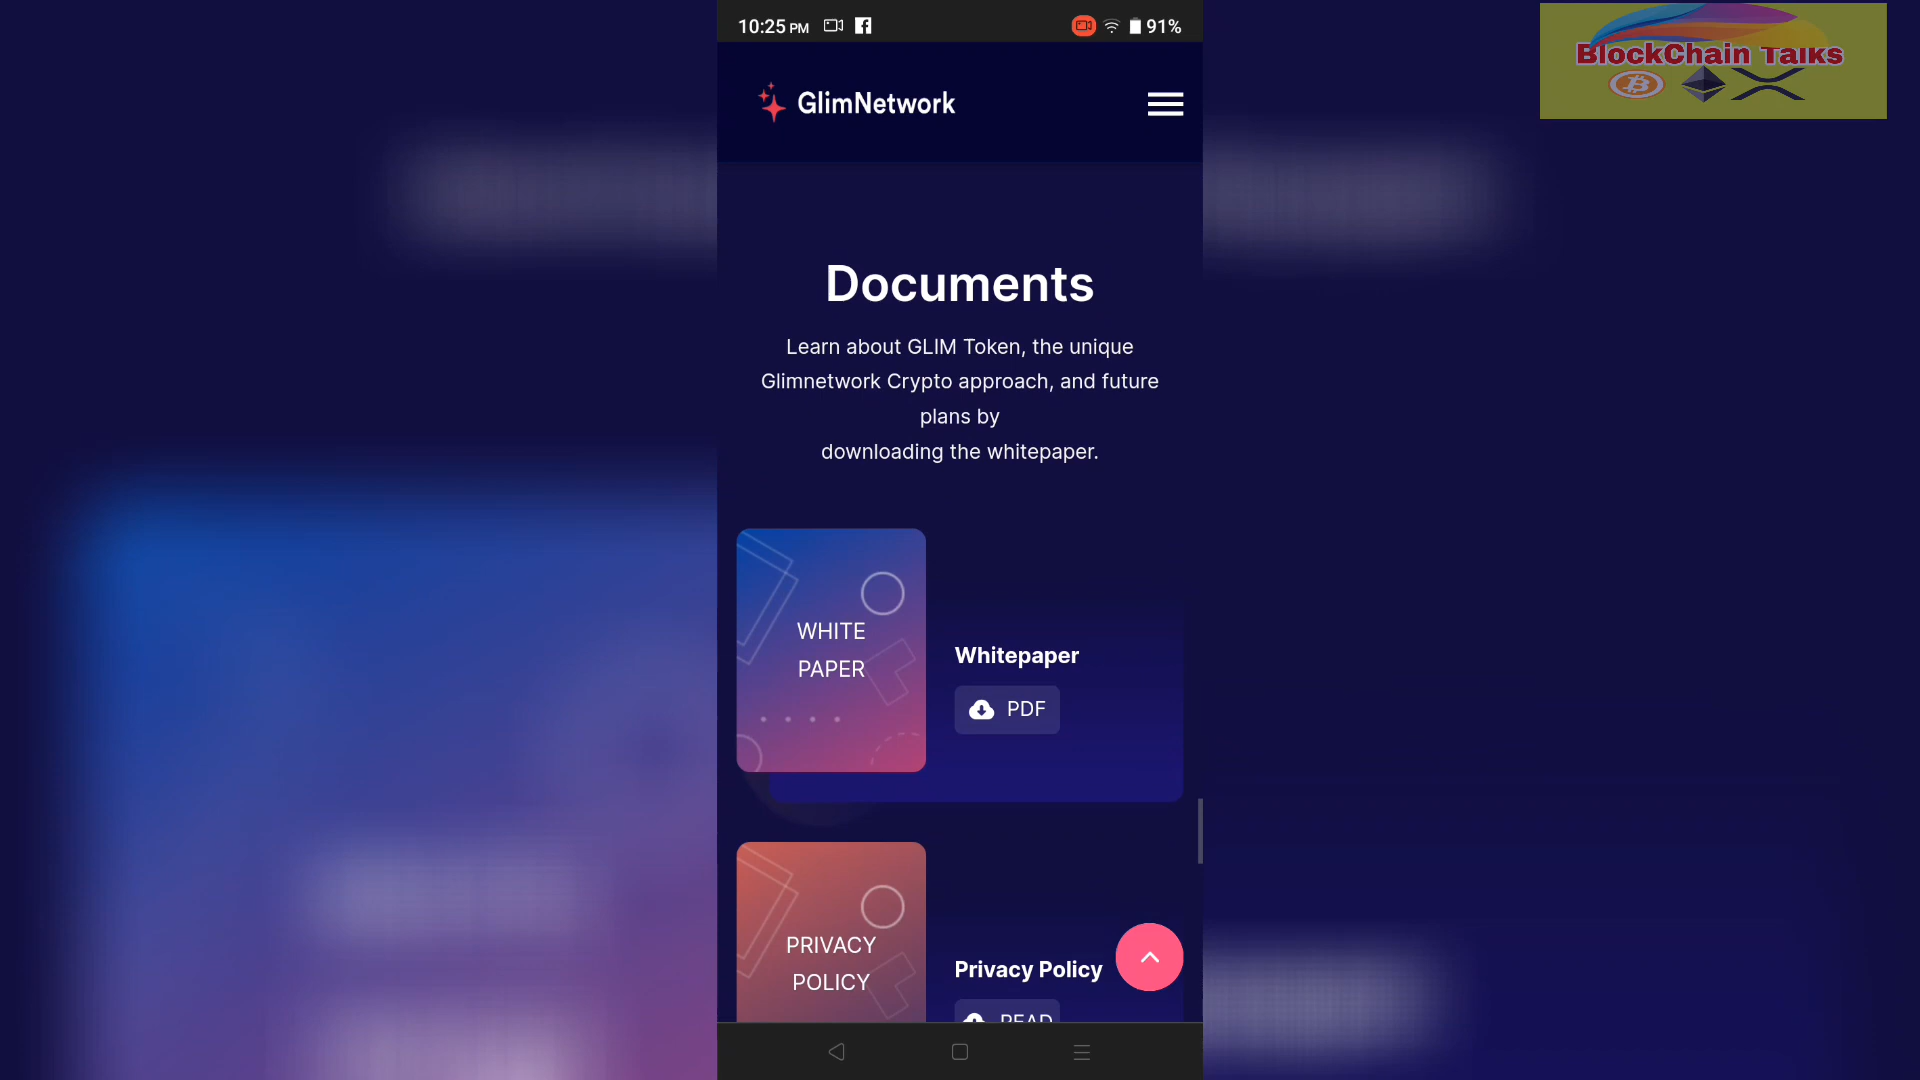 10:25 PM
91%
BlockChain Talks
GlimNetwork
Documents
Learn about GLIM Token, the unique
Glimnetwork Crypto approach, and future
plans by
downloading the whitepaper.
WHITE
PAPER
Whitepaper
PDF
PRIVACY
POLICY
Privacy Policy
READ